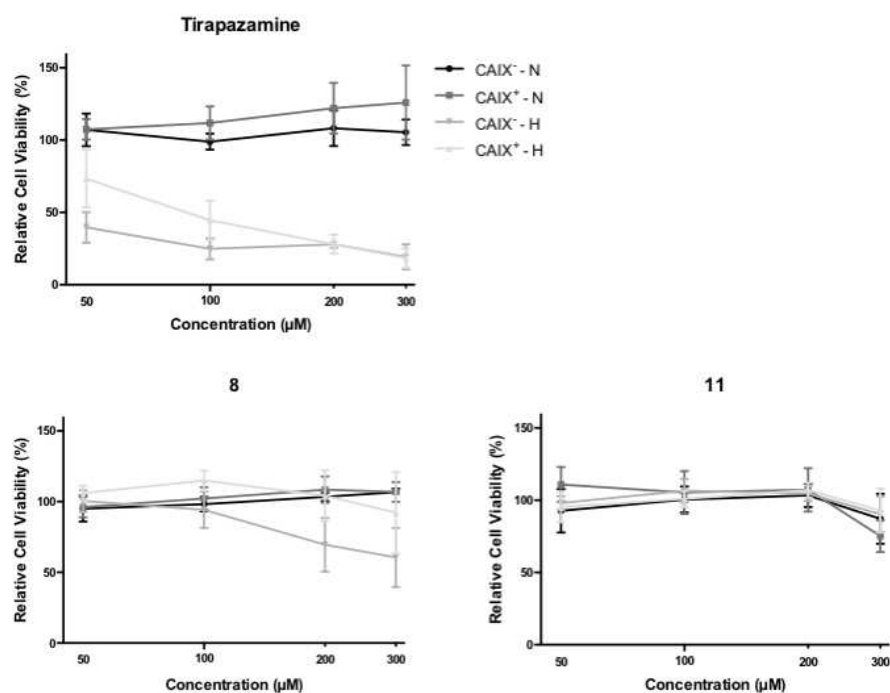 Tirapazamine
150
100
50
0
Relative Cell Viability (%)
50 100 200 300
Concentration (µM)
CAIX⁻ - N
CAIX⁺ - N
CAIX⁻ - H
CAIX⁺ - H
8
150
100
50
0
Relative Cell Viability (%)
50 100 200 300
Concentration (µM)
11
150
100
50
0
Relative Cell Viability (%)
50 100 200 300
Concentration (µM)